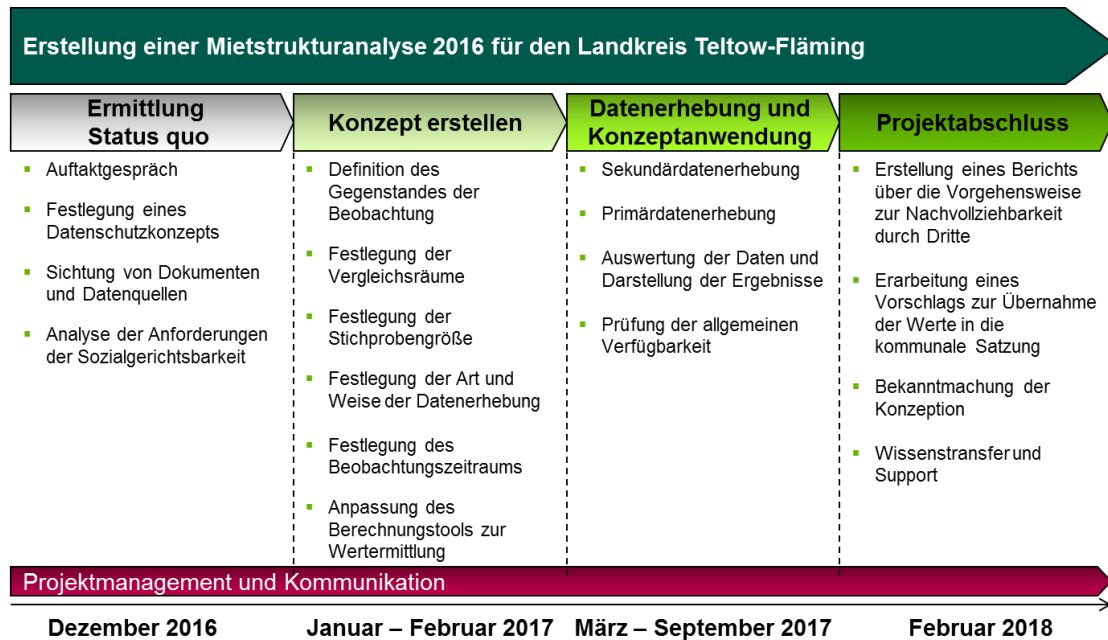 Erstellung einer Mietstrukturanalyse 2016 für den Landkreis Teltow-Fläming
Ermittlung
Status quo
▪ Auftaktgespräch
▪ Festlegung eines
Datenschutzkonzepts
▪ Sichtung von Dokumenten
und Datenquellen
▪ Analyse der Anforderungen
der Sozialgerichtsbarkeit
Konzept erstellen
▪ Definition des
Gegenstandes der
Beobachtung
▪ Festlegung der
Vergleichsräume
▪ Festlegung der
Stichprobengröße
▪ Festlegung der Art und
Weise der Datenerhebung
▪ Festlegung des
Beobachtungszeitraums
▪ Anpassung des
Berechnungstools zur
Wertermittlung
Datenerhebung und
Konzeptanwendung
▪ Sekundärdatenerhebung
▪ Primärdatenerhebung
▪ Auswertung der Daten und
Darstellung der Ergebnisse
▪ Prüfung der allgemeinen
Verfügbarkeit
Projektabschluss
▪ Erstellung eines Berichts
über die Vorgehensweise
zur Nachvollziehbarkeit
durch Dritte
▪ Erarbeitung eines
Vorschlags zur Übernahme
der Werte in die
kommunale Satzung
▪ Bekanntmachung der
Konzeption
▪ Wissenstransfer und
Support
Projektmanagement und Kommunikation
Dezember 2016
Januar – Februar 2017
März – September 2017
Februar 2018